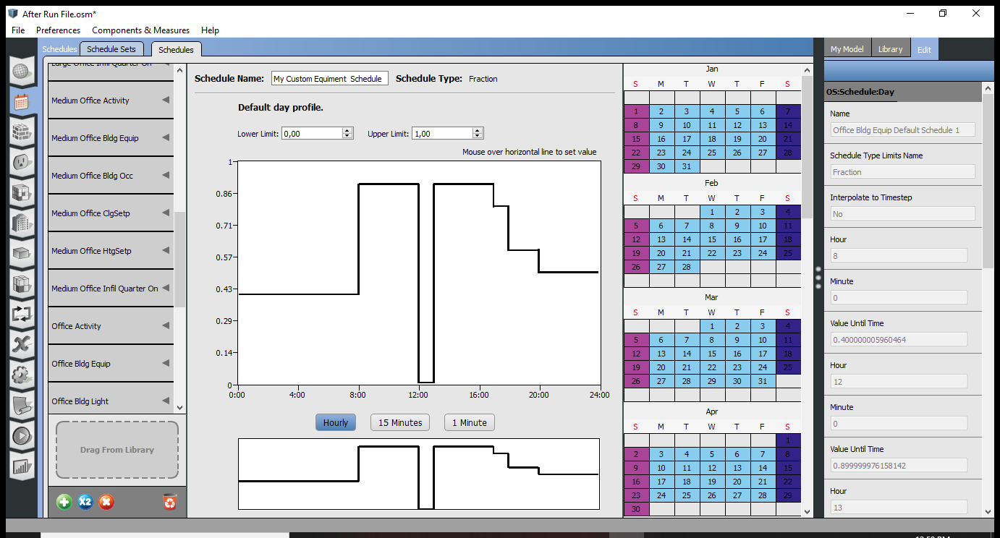 After Run File.osm*
File Preferences Components & Measures Help
Schedules Schedule Sets Schedules
My Model Library Edit
Large Office Infil Quarter On
Medium Office Activity
Medium Office Bldg Equip
Medium Office Bldg Occ
Medium Office ClgSetp
Medium Office HtgSetp
Medium Office Infil Quarter On
Office Activity
Office Bldg Equip
Office Bldg Light
Drag From Library
X2
Schedule Name: My Custom Equiment Schedule Schedule Type: Fraction
Default day profile.
Lower Limit: 0,00 Upper Limit: 1,00
Mouse over horizontal line to set value
1
0.86
0.71
0.57
0.43
0.29
0.14
0
0:00 4:00 8:00 12:00 16:00 20:00 24:00
Hourly 15 Minutes 1 Minute
Jan
S M T W T F S
1 2 3 4 5 6 7
8 9 10 11 12 13 14
15 16 17 18 19 20 21
22 23 24 25 26 27 28
29 30 31
Feb
S M T W T F S
1 2 3 4
5 6 7 8 9 10 11
12 13 14 15 16 17 18
19 20 21 22 23 24 25
26 27 28
Mar
S M T W T F S
1 2 3 4
5 6 7 8 9 10 11
12 13 14 15 16 17 18
19 20 21 22 23 24 25
26 27 28 29 30 31
Apr
S M T W T F S
1
2 3 4 5 6 7 8
9 10 11 12 13 14 15
16 17 18 19 20 21 22
23 24 25 26 27 28 29
30
OS:Schedule:Day
Name
Office Bldg Equip Default Schedule 1
Schedule Type Limits Name
Fraction
Interpolate to Timestep
No
Hour
8
Minute
0
Value Until Time
0.400000005960464
Hour
12
Minute
0
Value Until Time
0.899999976158142
Hour
13